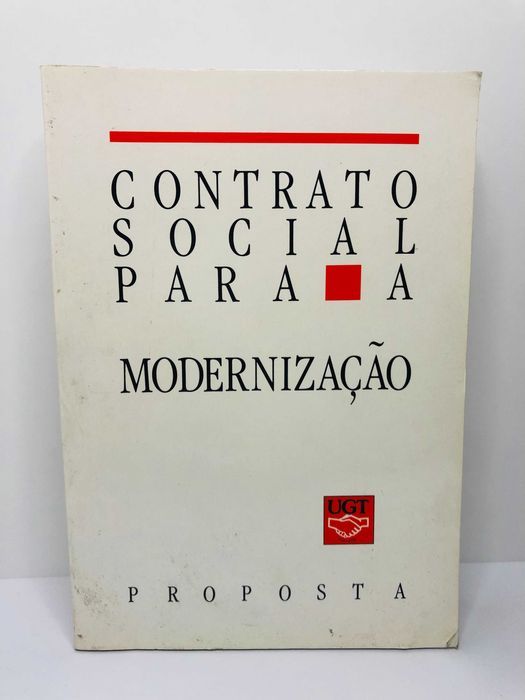 CONTRATO
SOCIAL
PARA A
MODERNIZAÇÃO
UGT
PROPOSTA